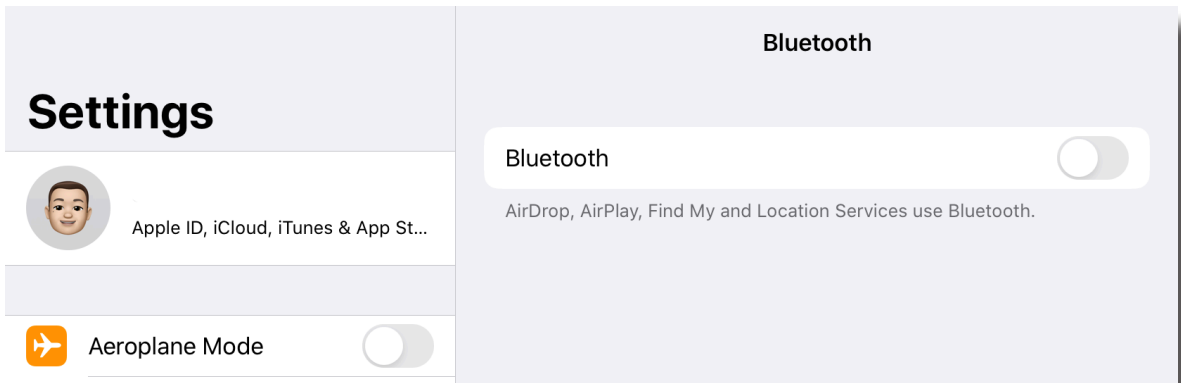 Settings
Apple ID, iCloud, iTunes & App St...
Aeroplane Mode
Bluetooth
Bluetooth
AirDrop, AirPlay, Find My and Location Services use Bluetooth.